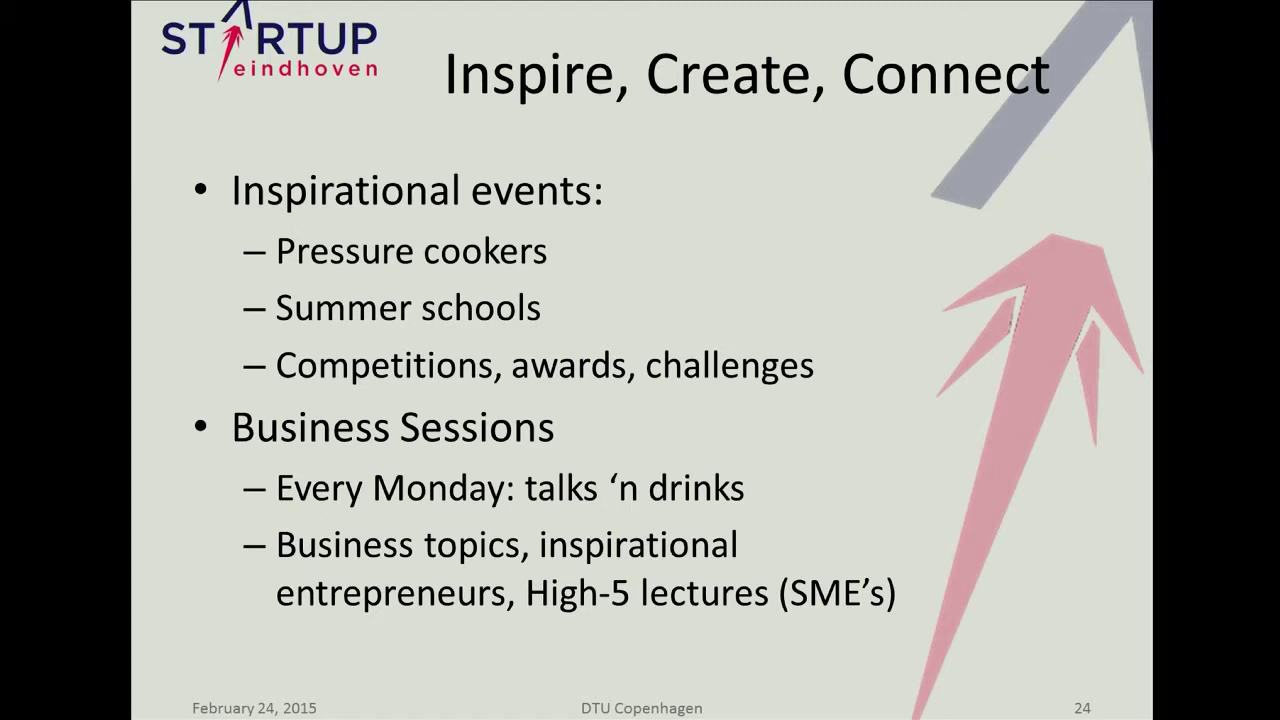 STARTUP
eindhoven
Inspire, Create, Connect
• Inspirational events:
– Pressure cookers
– Summer schools
– Competitions, awards, challenges
• Business Sessions
– Every Monday: talks ‘n drinks
– Business topics, inspirational
entrepreneurs, High-5 lectures (SME’s)
February 24, 2015
DTU Copenhagen
24